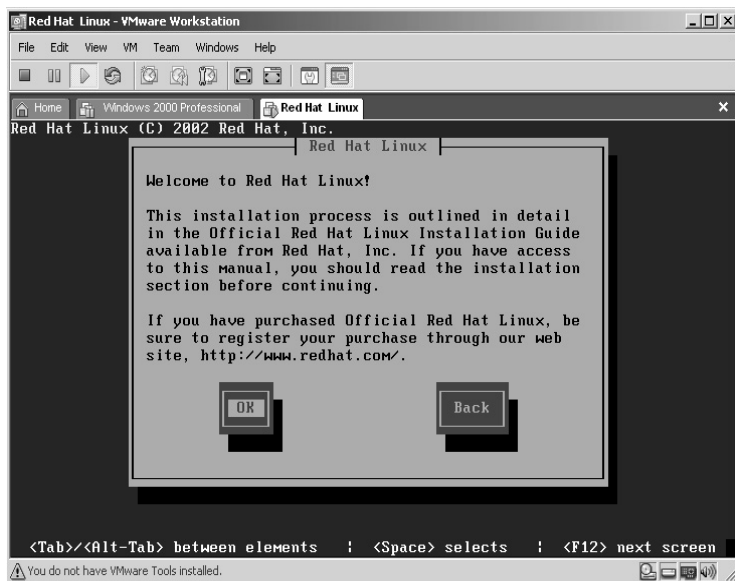 Red Hat Linux - VMware Workstation
File Edit View VM Team Windows Help
Home Windows 2000 Professional Red Hat Linux
Red Hat Linux (C) 2002 Red Hat, Inc.
Red Hat Linux
Welcome to Red Hat Linux!
This installation process is outlined in detail
in the Official Red Hat Linux Installation Guide
available from Red Hat, Inc. If you have access
to this manual, you should read the installation
section before continuing.
If you have purchased Official Red Hat Linux, be
sure to register your purchase through our web
site, http://www.redhat.com/.
OK Back
<Tab>/<Alt-Tab> between elements ¦ <Space> selects ¦ <F12> next screen
You do not have VMware Tools installed.